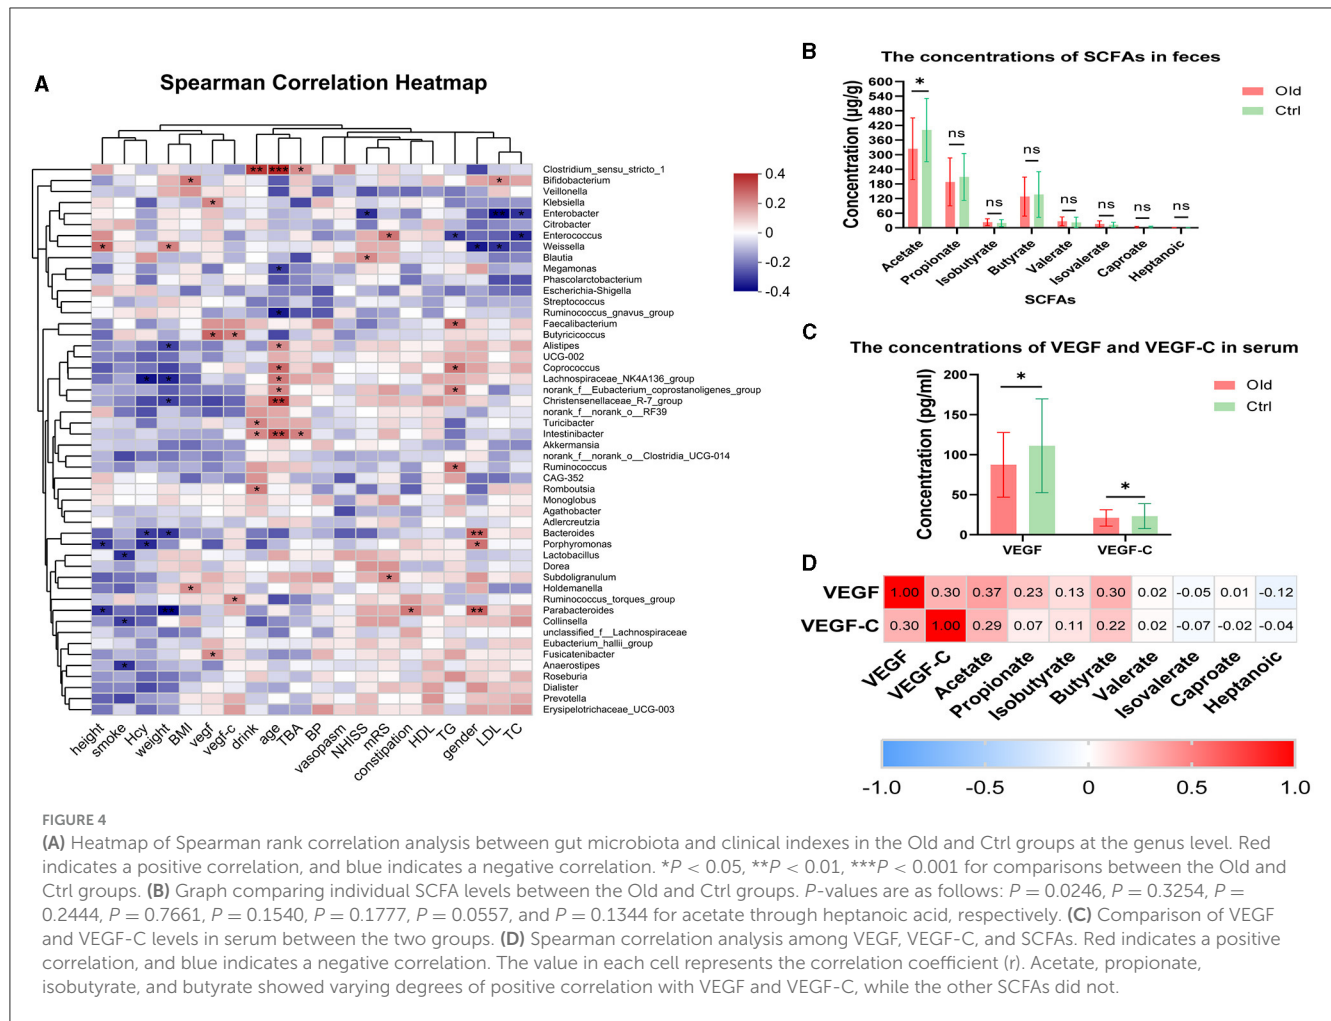 A
Spearman Correlation Heatmap
Clostridium_sensu_stricto_1
Bifidobacterium
Veillonella
Klebsiella
Enterobacter
Citrobacter
Enterococcus
Weissella
Blautia
Megamonas
Phascolarctobacterium
Escherichia-Shigella
Streptococcus
Ruminococcus_gnavus_group
Faecalibacterium
Butyricicoccus
Alistipes
UCG-002
Coprococcus
Lachnospiraceae_NK4A136_group
norank_f__Eubacterium_coprostanoligenes_group
Christensenellaceae_R-7_group
norank_f__norank_o__RF39
Turicibacter
Intestinibacter
Akkermansia
norank_f__norank_o__Clostridia_UCG-014
Ruminococcus
CAG-352
Romboutsia
Monoglobus
Agathobacter
Adlercreutzia
Bacteroides
Porphyromonas
Lactobacillus
Dorea
Subdoligranulum
Holdemanella
Ruminococcus_torques_group
Parabacteroides
Collinsella
unclassified_f__Lachnospiraceae
Eubacterium_hallii_group
Fusicatenibacter
Anaerostipes
Roseburia
Dialister
Prevotella
Erysipelotrichaceae_UCG-003
height smoke Hcy weight BMI vegf vegf-c drink age TBA BP vasopasm NHISS mRS constipation HDL TG gender LDL TC
0.4
0.2
0
-0.2
-0.4
B
The concentrations of SCFAs in feces
Concentration (µg/g)
600
540
480
420
360
300
240
180
120
60
0
* ns ns ns ns ns ns ns
Old
Ctrl
Acetate Propionate Isobutyrate Butyrate Valerate Isovalerate Caproate Heptanoic
SCFAs
C
The concentrations of VEGF and VEGF-C in serum
Concentration (pg/ml)
200
150
100
50
0
* *
Old
Ctrl
VEGF VEGF-C
D
VEGF 1.00 0.30 0.37 0.23 0.13 0.30 0.02 -0.05 0.01 -0.12
VEGF-C 0.30 1.00 0.29 0.07 0.11 0.22 0.02 -0.07 -0.02 -0.04
VEGF VEGF-C Acetate Propionate Isobutyrate Butyrate Valerate Isovalerate Caproate Heptanoic
-1.0 -0.5 0 0.5 1.0
FIGURE 4
(A) Heatmap of Spearman rank correlation analysis between gut microbiota and clinical indexes in the Old and Ctrl groups at the genus level. Red
indicates a positive correlation, and blue indicates a negative correlation. *P < 0.05, **P < 0.01, ***P < 0.001 for comparisons between the Old and
Ctrl groups. (B) Graph comparing individual SCFA levels between the Old and Ctrl groups. P-values are as follows: P = 0.0246, P = 0.3254, P =
0.2444, P = 0.7661, P = 0.1540, P = 0.1777, P = 0.0557, and P = 0.1344 for acetate through heptanoic acid, respectively. (C) Comparison of VEGF
and VEGF-C levels in serum between the two groups. (D) Spearman correlation analysis among VEGF, VEGF-C, and SCFAs. Red indicates a positive
correlation, and blue indicates a negative correlation. The value in each cell represents the correlation coefficient (r). Acetate, propionate,
isobutyrate, and butyrate showed varying degrees of positive correlation with VEGF and VEGF-C, while the other SCFAs did not.